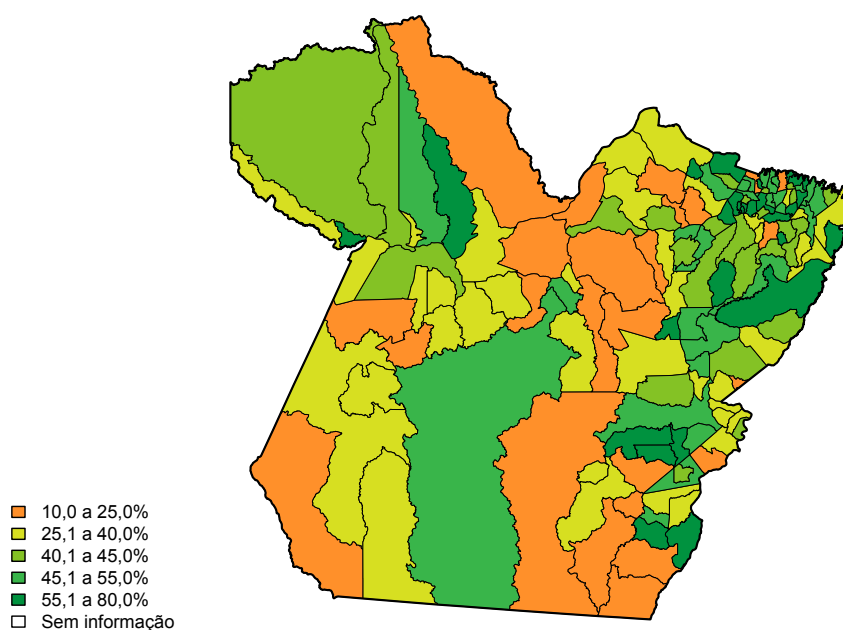 10,0 a 25,0%
25,1 a 40,0%
40,1 a 45,0%
45,1 a 55,0%
55,1 a 80,0%
Sem informação